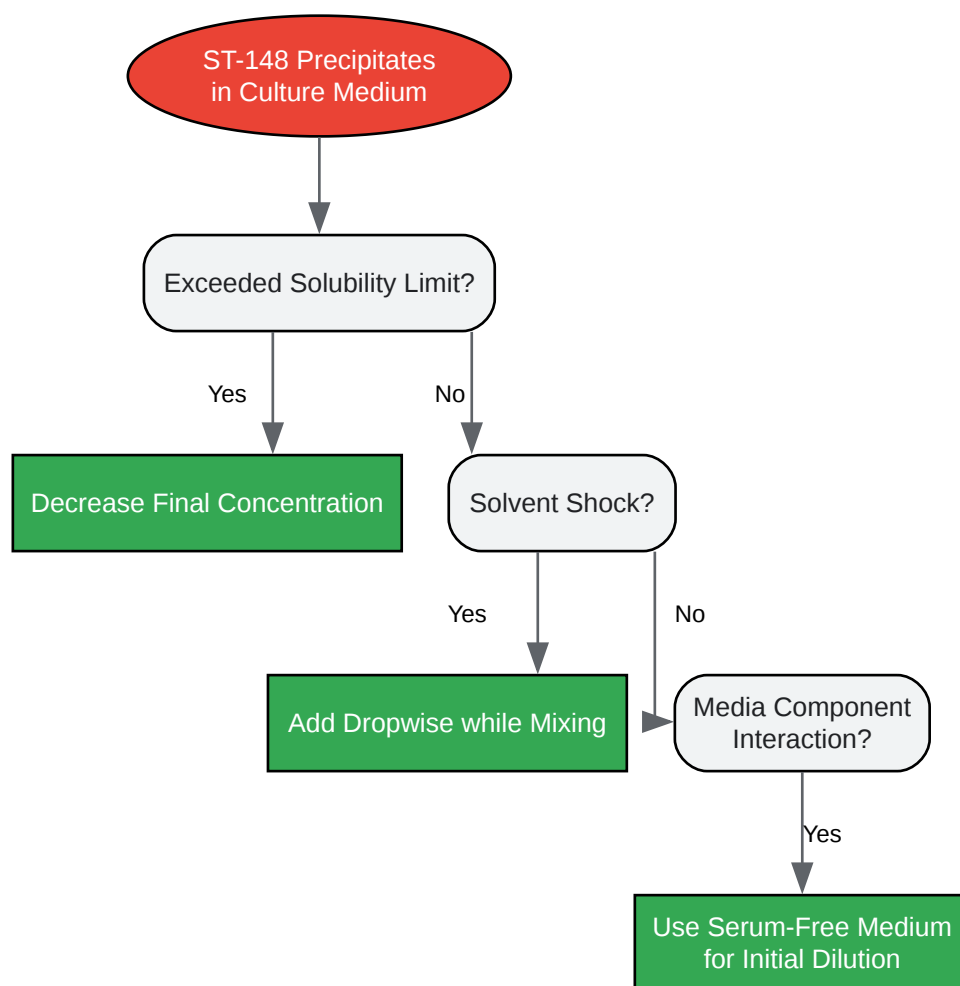 ST-148 Precipitates
in Culture Medium
Exceeded Solubility Limit?
Yes
No
Decrease Final Concentration
Solvent Shock?
Yes
No
Add Dropwise while Mixing
Media Component
Interaction?
Yes
Use Serum-Free Medium
for Initial Dilution